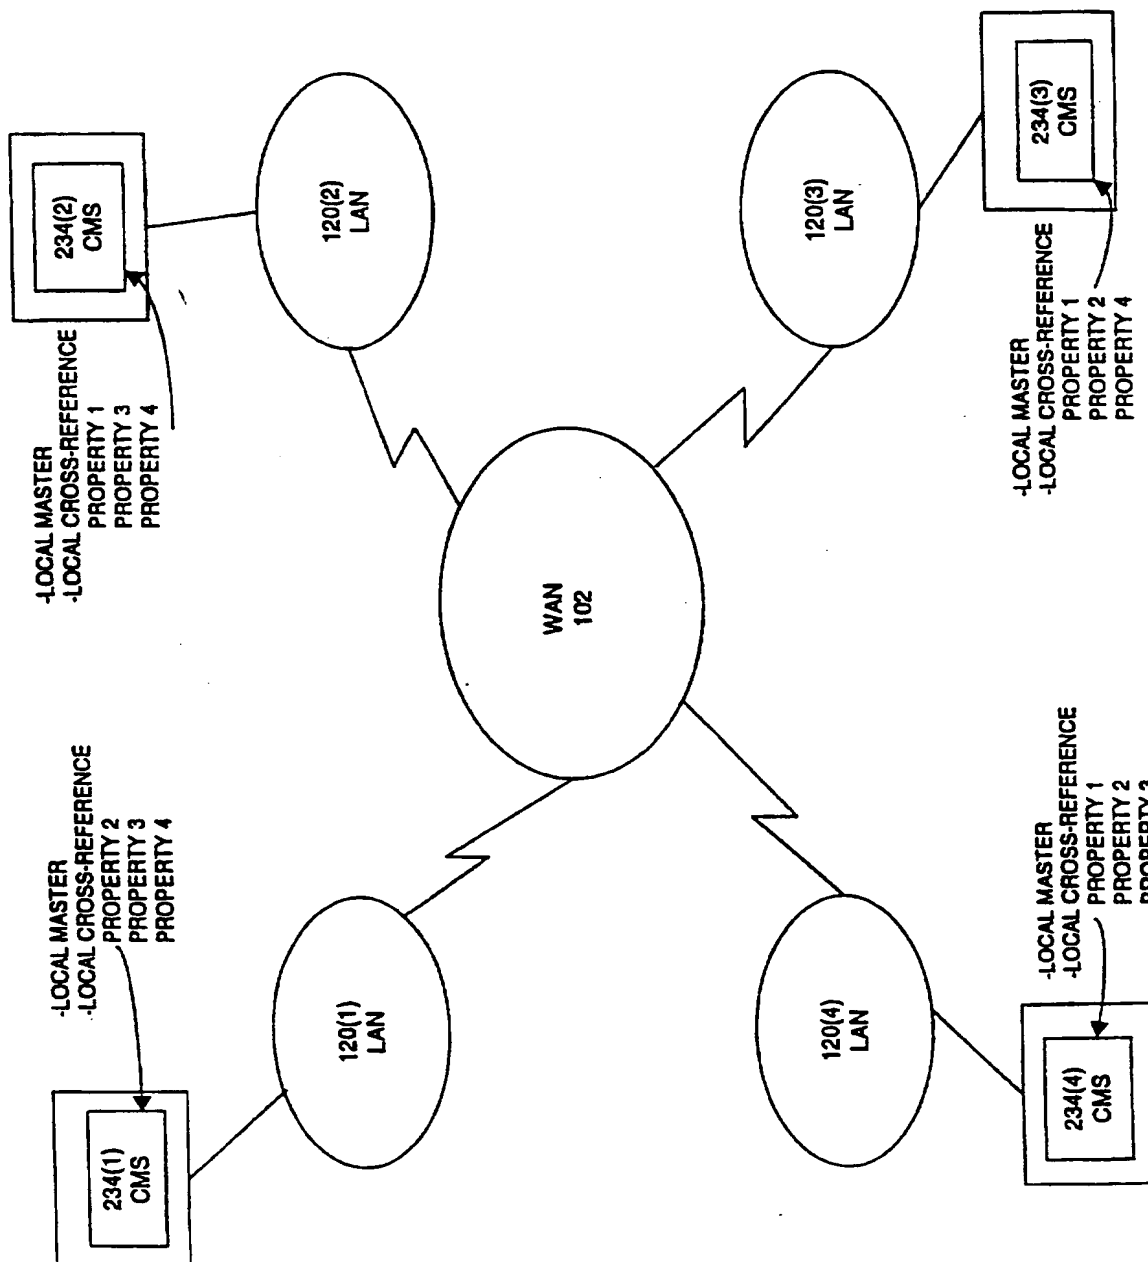 234(1)
CMS
-LOCAL MASTER
-LOCAL CROSS-REFERENCE
PROPERTY 2
PROPERTY 3
PROPERTY 4
-LOCAL MASTER
-LOCAL CROSS-REFERENCE
PROPERTY 1
PROPERTY 3
PROPERTY 4
234(2)
CMS
120(1)
LAN
120(2)
LAN
WAN
102
120(4)
LAN
120(3)
LAN
234(4)
CMS
-LOCAL MASTER
-LOCAL CROSS-REFERENCE
PROPERTY 1
PROPERTY 2
PROPERTY 3
-LOCAL MASTER
-LOCAL CROSS-REFERENCE
PROPERTY 1
PROPERTY 2
PROPERTY 4
234(3)
CMS